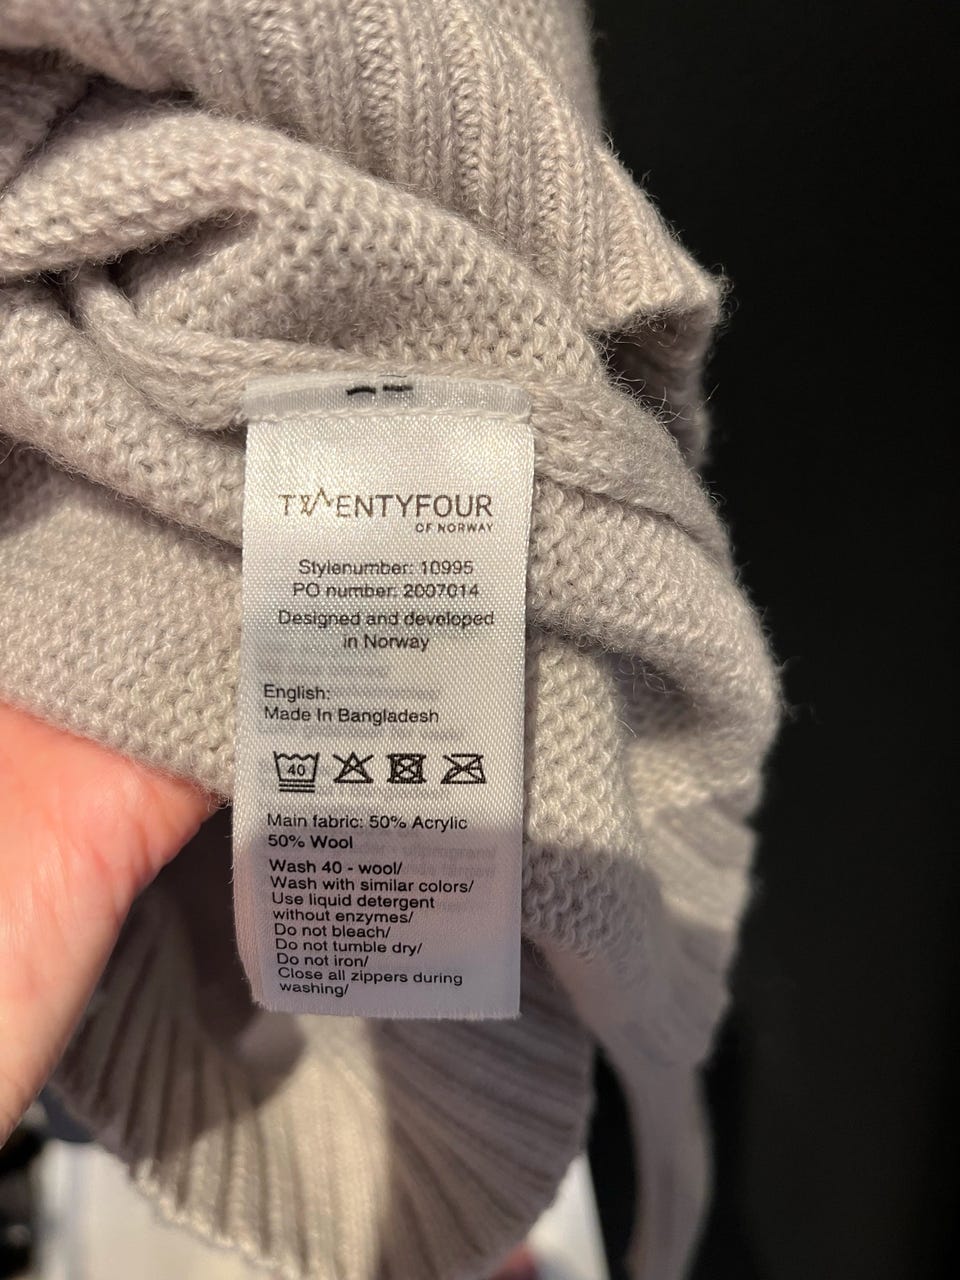 TWENTYFOUR
OF NORWAY
Stylenumber: 10995
PO number: 2007014
Designed and developed
in Norway
English:
Made In Bangladesh
40
Main fabric: 50% Acrylic
50% Wool
Wash 40 - wool/
Wash with similar colors/
Use liquid detergent
without enzymes/
Do not bleach/
Do not tumble dry/
Do not iron/
Close all zippers during
washing/